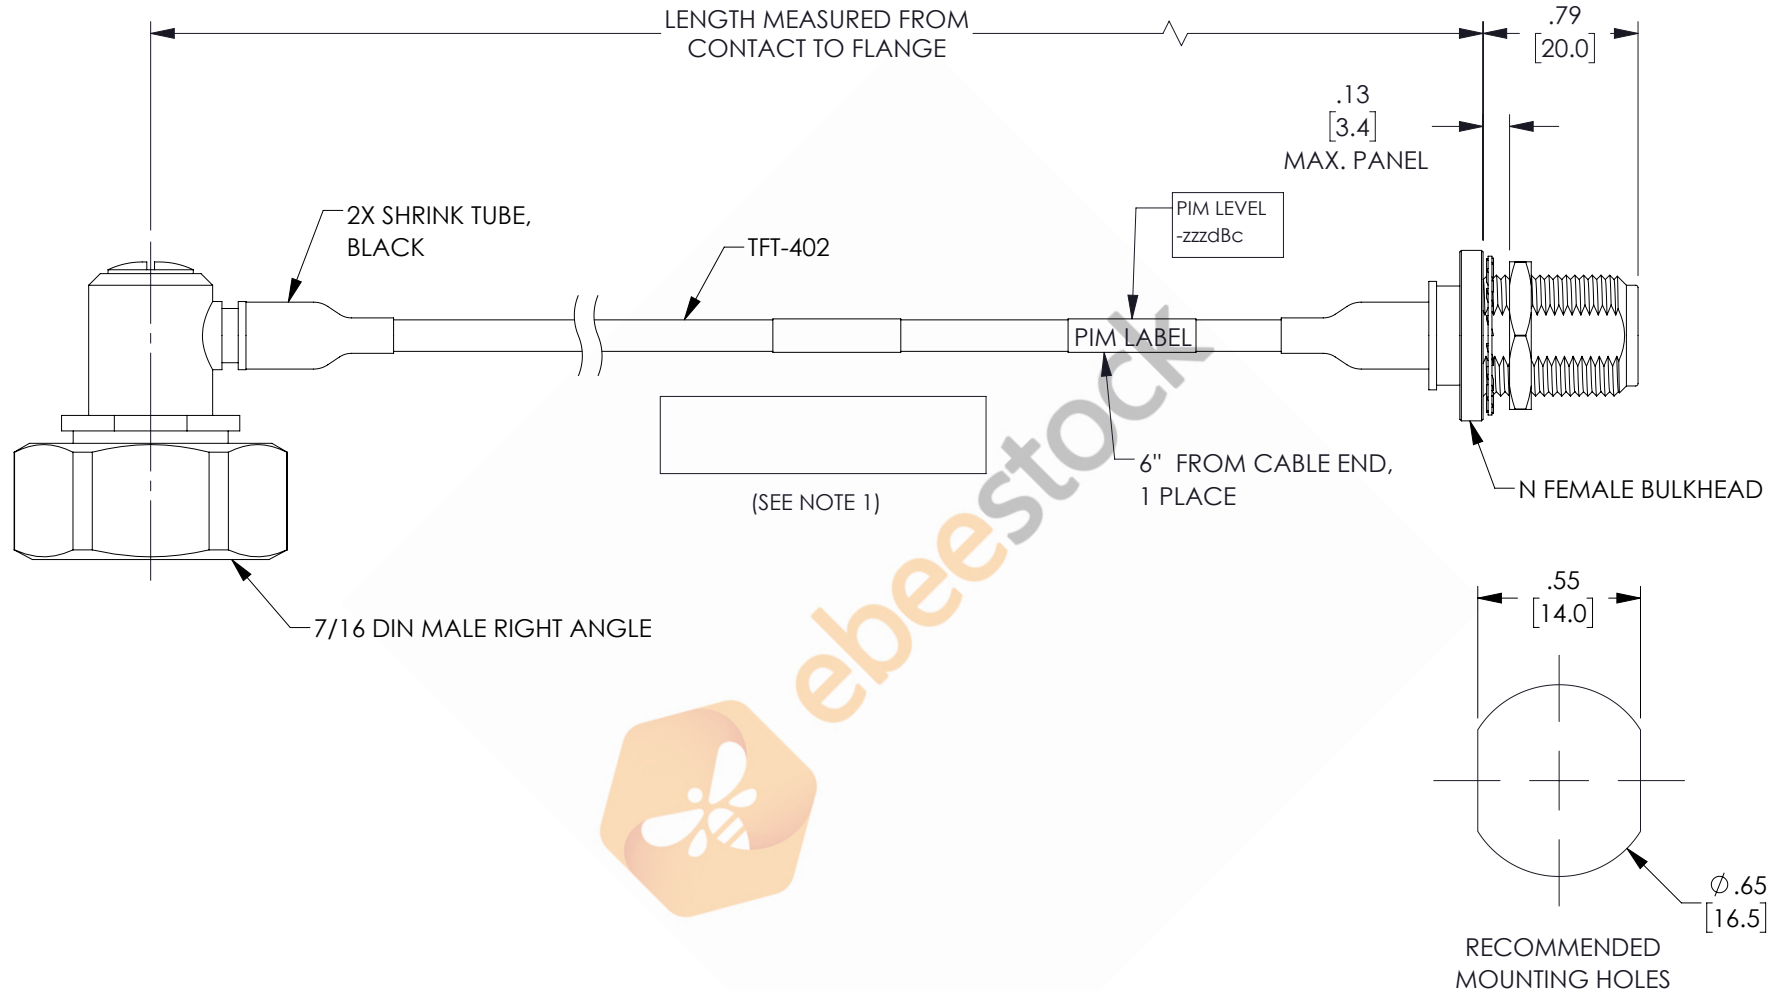 LENGTH MEASURED FROM
CONTACT TO FLANGE
.79
[20.0]
.13
[3.4]
MAX. PANEL
2X SHRINK TUBE,
BLACK
TFT-402
PIM LEVEL
-zzzdBc
PIM LABEL
6" FROM CABLE END,
1 PLACE
(SEE NOTE 1)
N FEMALE BULKHEAD
7/16 DIN MALE RIGHT ANGLE
.55
[14.0]
Ø .65
[16.5]
RECOMMENDED
MOUNTING HOLES
ebeestock